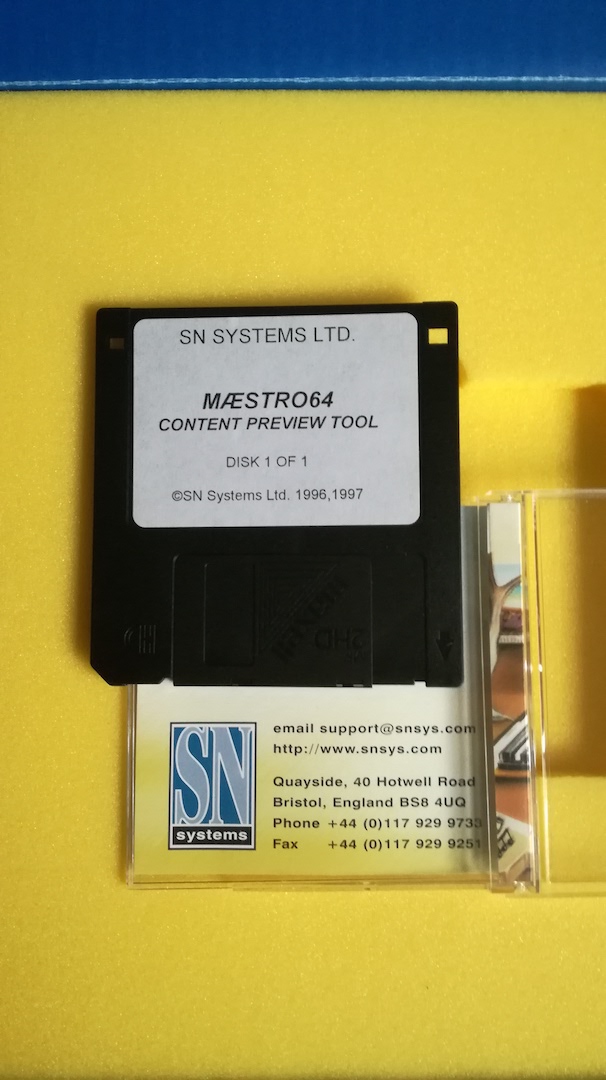 SN SYSTEMS LTD.
MÆSTRO64
CONTENT PREVIEW TOOL
DISK 1 OF 1
©SN Systems Ltd. 1996,1997
2HD
HD
SN
systems
email support@snsys.com
http://www.snsys.com
Quayside, 40 Hotwell Road
Bristol, England BS8 4UQ
Phone +44 (0)117 929 9733
Fax +44 (0)117 929 9251